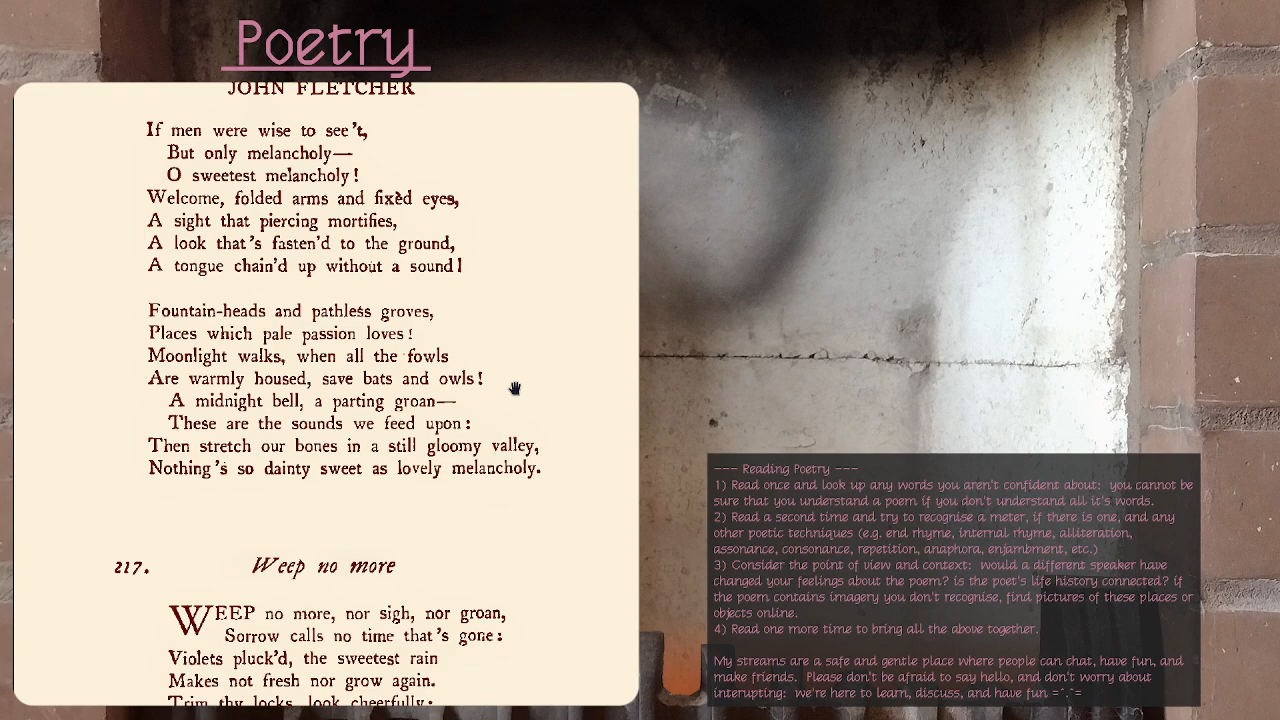 Poetry
JOHN FLETCHER
If men were wise to see't,
But only melancholy—
O sweetest melancholy!
Welcome, folded arms and fixèd eyes,
A sight that piercing mortifies,
A look that's fasten'd to the ground,
A tongue chain'd up without a sound!
Fountain-heads and pathless groves,
Places which pale passion loves!
Moonlight walks, when all the fowls
Are warmly housed, save bats and owls!
A midnight bell, a parting groan—
These are the sounds we feed upon:
Then stretch our bones in a still gloomy valley,
Nothing's so dainty sweet as lovely melancholy.
217. Weep no more
WEEP no more, nor sigh, nor groan,
Sorrow calls no time that's gone:
Violets pluck'd, the sweetest rain
Makes not fresh nor grow again.
Trim thy locks, look cheerfully;
--- Reading Poetry ---
1) Read once and look up any words you aren't confident about: you cannot be
sure that you understand a poem if you don't understand all it's words.
2) Read a second time and try to recognise a meter, if there is one, and any
other poetic techniques (e.g. end rhyme, internal rhyme, alliteration,
assonance, consonance, repetition, anaphora, enjambment, etc.)
3) Consider the point of view and context: would a different speaker have
changed your feelings about the poem? is the poet's life history connected? if
the poem contains imagery you don't recognise, find pictures of these places or
objects online.
4) Read one more time to bring all the above together.
My streams are a safe and gentle place where people can chat, have fun, and
make friends. Please don't be afraid to say hello, and don't worry about
interupting: we're here to learn, discuss, and have fun =^.^=